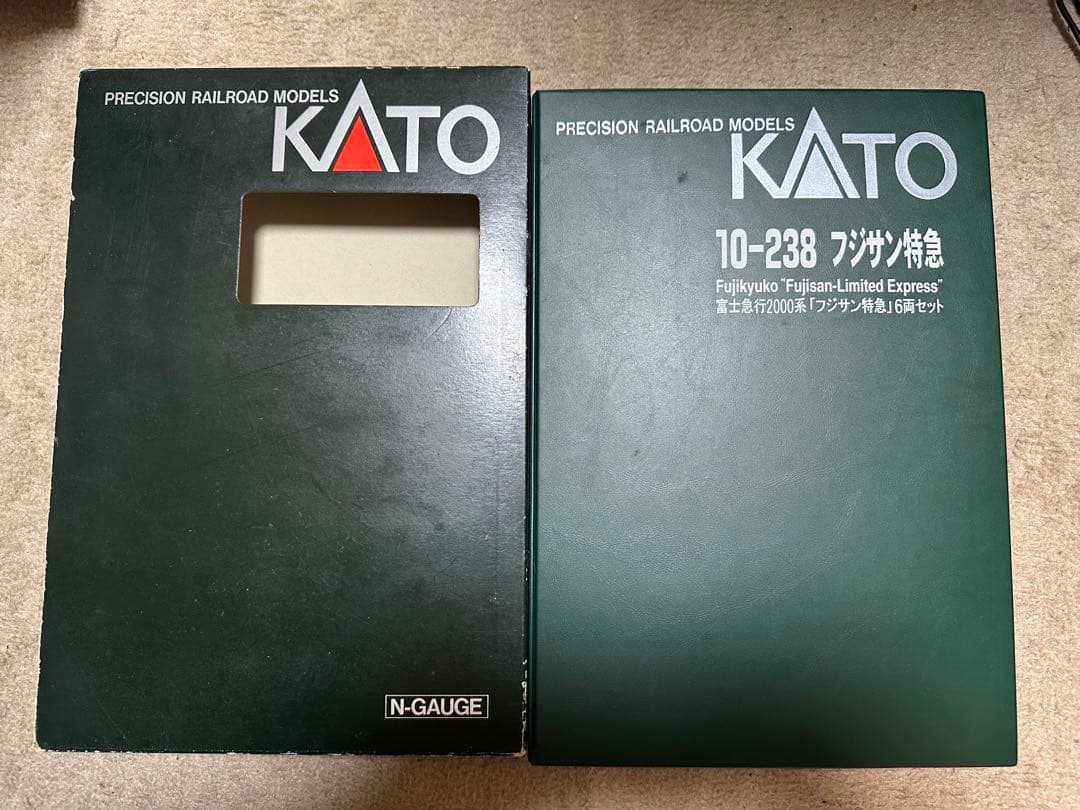 PRECISION RAILROAD MODELS
KATO
N-GAUGE
PRECISION RAILROAD MODELS
KATO
10-238 フジサン特急
Fujikyuko "Fujisan-Limited Express"
富士急行2000系「フジサン特急」6両セット